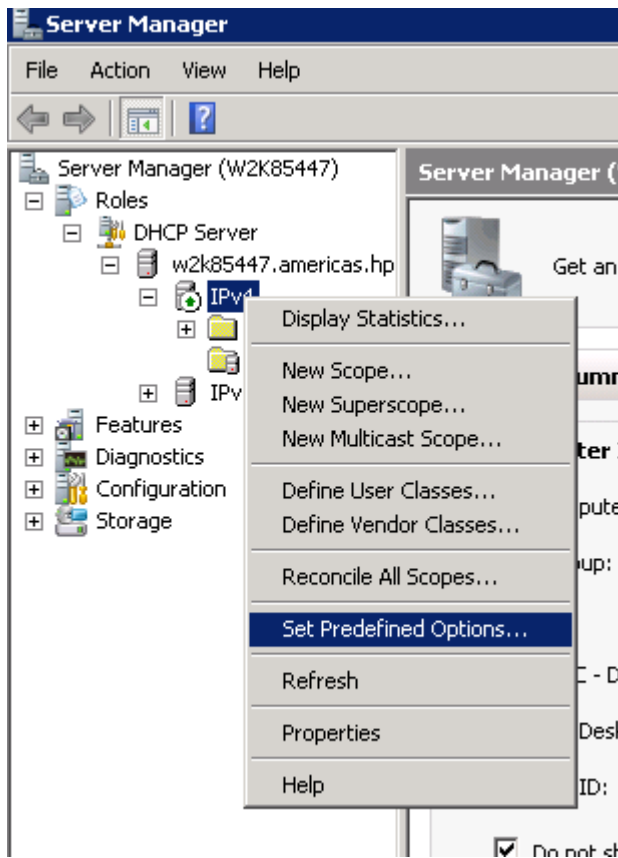 Server Manager
File Action View Help
Server Manager (W2K85447)
Server Manager (
Roles
DHCP Server
w2k85447.americas.hp
Get an
IPv4
Display Statistics...
New Scope...
umm
New Superscope...
IPv
New Multicast Scope...
Features
ter
Diagnostics
Configuration
Define User Classes...
pute
Storage
Define Vendor Classes...
oup:
Reconcile All Scopes...
Set Predefined Options...
Refresh
C - D
Properties
Desk
Help
ID:
Do not sh